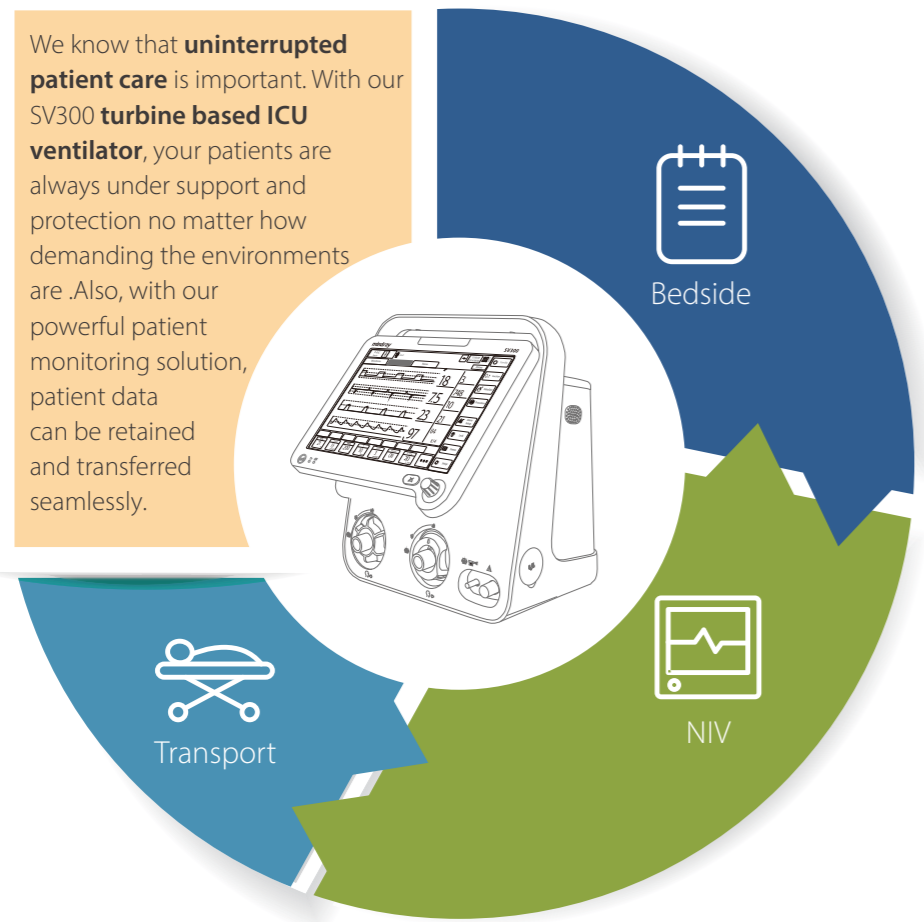 We know that uninterrupted
patient care is important. With our
SV300 turbine based ICU
ventilator, your patients are
always under support and
protection no matter how
demanding the environments
are .Also, with our
powerful patient
monitoring solution,
patient data
can be retained
and transferred
seamlessly.
Bedside
mindray
SV300
18
7.5
23
97
NIV
Transport